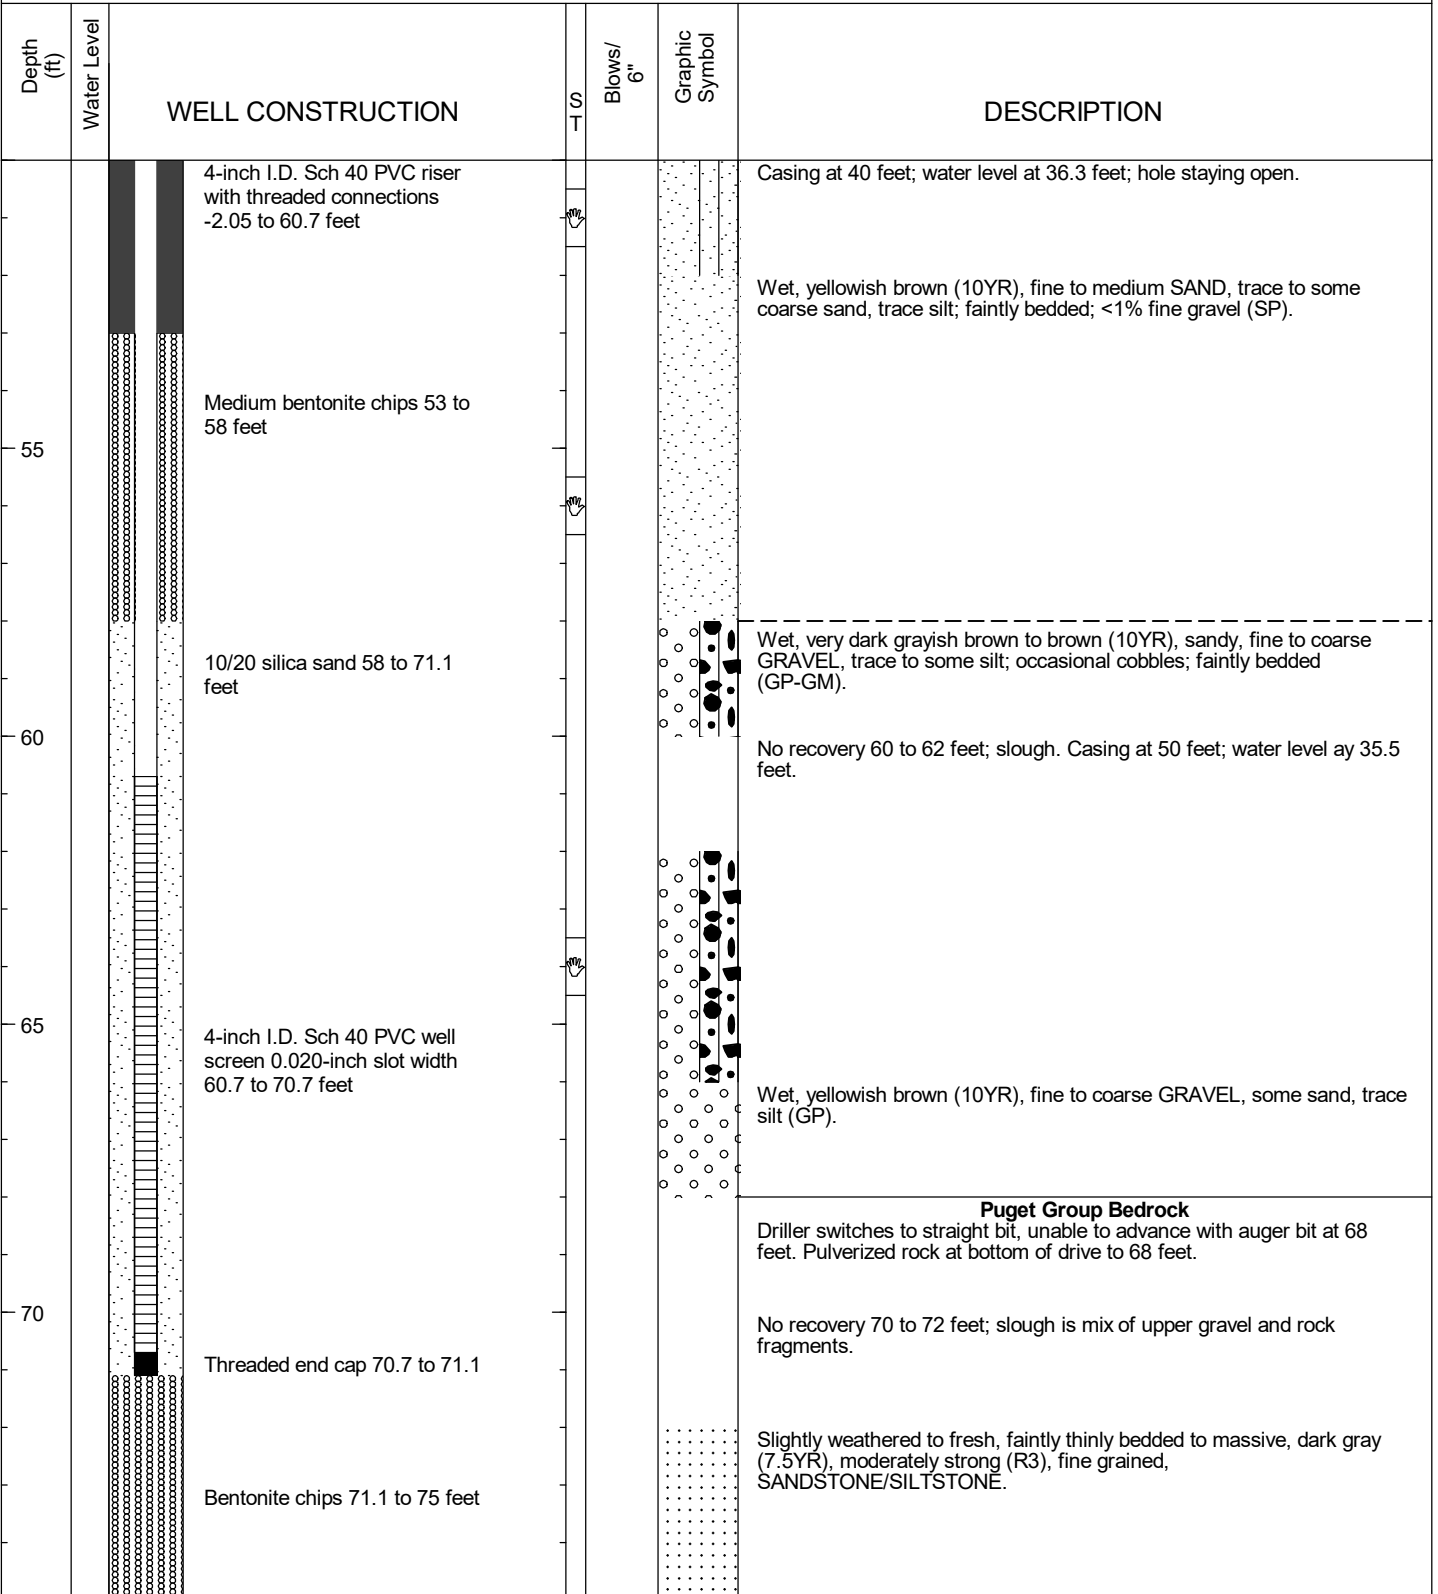 Depth
(ft)
Water Level
WELL CONSTRUCTION
S
T
Blows/
6"
Graphic
Symbol
DESCRIPTION
4-inch I.D. Sch 40 PVC riser
with threaded connections
-2.05 to 60.7 feet
Casing at 40 feet; water level at 36.3 feet; hole staying open.
Wet, yellowish brown (10YR), fine to medium SAND, trace to some
coarse sand, trace silt; faintly bedded; <1% fine gravel (SP).
Medium bentonite chips 53 to
58 feet
55
Wet, very dark grayish brown to brown (10YR), sandy, fine to coarse
GRAVEL, trace to some silt; occasional cobbles; faintly bedded
(GP-GM).
10/20 silica sand 58 to 71.1
feet
60
No recovery 60 to 62 feet; slough. Casing at 50 feet; water level ay 35.5
feet.
65
4-inch I.D. Sch 40 PVC well
screen 0.020-inch slot width
60.7 to 70.7 feet
Wet, yellowish brown (10YR), fine to coarse GRAVEL, some sand, trace
silt (GP).
Puget Group Bedrock
Driller switches to straight bit, unable to advance with auger bit at 68
feet. Pulverized rock at bottom of drive to 68 feet.
70
No recovery 70 to 72 feet; slough is mix of upper gravel and rock
fragments.
Threaded end cap 70.7 to 71.1
Slightly weathered to fresh, faintly thinly bedded to massive, dark gray
(7.5YR), moderately strong (R3), fine grained,
SANDSTONE/SILTSTONE.
Bentonite chips 71.1 to 75 feet